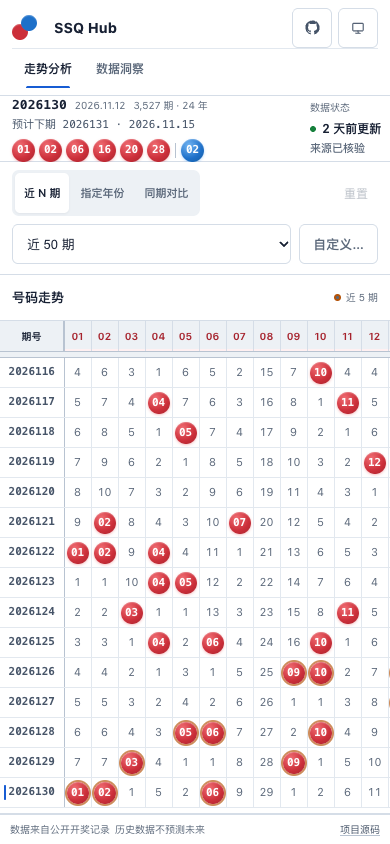 SSQ Hub
走势分析 数据洞察
2026130 2026.11.12 3,527 期 · 24 年
数据状态
预计下期 2026131 · 2026.11.15
2 天前更新
01 02 06 16 20 28 02
来源已核验
近 N 期 指定年份 同期对比 重置
近 50 期 自定义…
号码走势 近 5 期
期号 01 02 03 04 05 06 07 08 09 10 11 12
2026116 4 6 3 1 6 5 2 15 7 10 4 4
2026117 5 7 4 04 7 6 3 16 8 1 11 5
2026118 6 8 5 1 05 7 4 17 9 2 1 6
2026119 7 9 6 2 1 8 5 18 10 3 2 12
2026120 8 10 7 3 2 9 6 19 11 4 3 1
2026121 9 02 8 4 3 10 07 20 12 5 4 2
2026122 01 02 9 04 4 11 1 21 13 6 5 3
2026123 1 1 10 04 05 12 2 22 14 7 6 4
2026124 2 2 03 1 1 13 3 23 15 8 11 5
2026125 3 3 1 04 2 06 4 24 16 10 1 6
2026126 4 4 2 1 3 1 5 25 09 10 2 7
2026127 5 5 3 2 4 2 6 26 1 1 3 8
2026128 6 6 4 3 05 06 7 27 2 10 4 9
2026129 7 7 03 4 1 1 8 28 09 1 5 10
2026130 01 02 1 5 2 06 9 29 1 2 6 11
数据来自公开开奖记录 历史数据不预测未来 项目源码